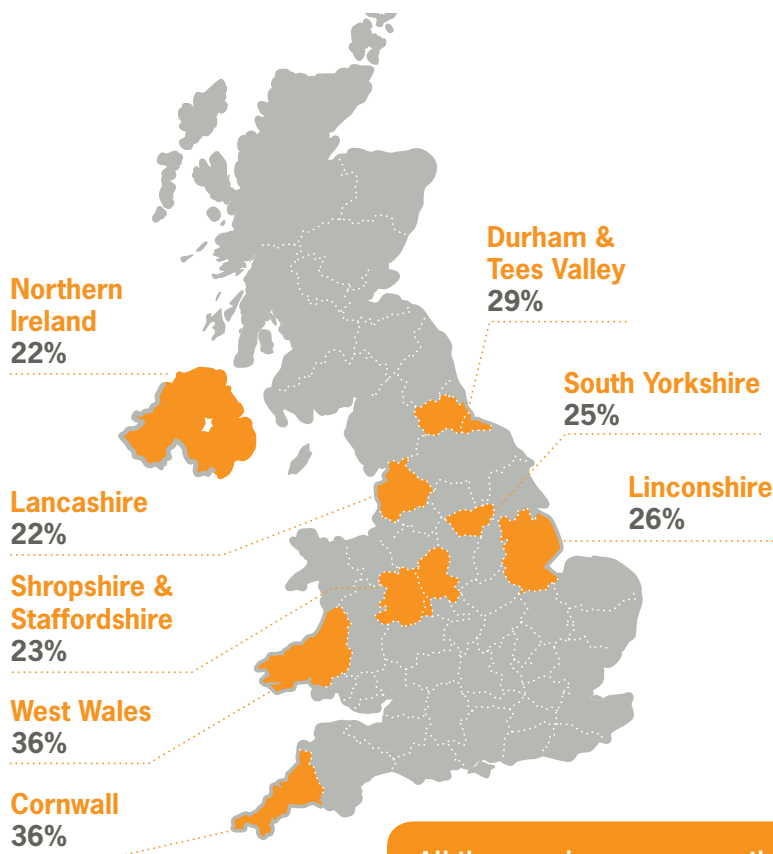 Durham &
Tees Valley
29%
Northern
Ireland
22%
South Yorkshire
25%
Linconshire
26%
Lancashire
22%
Shropshire &
Staffordshire
23%
West Wales
36%
Cornwall
36%